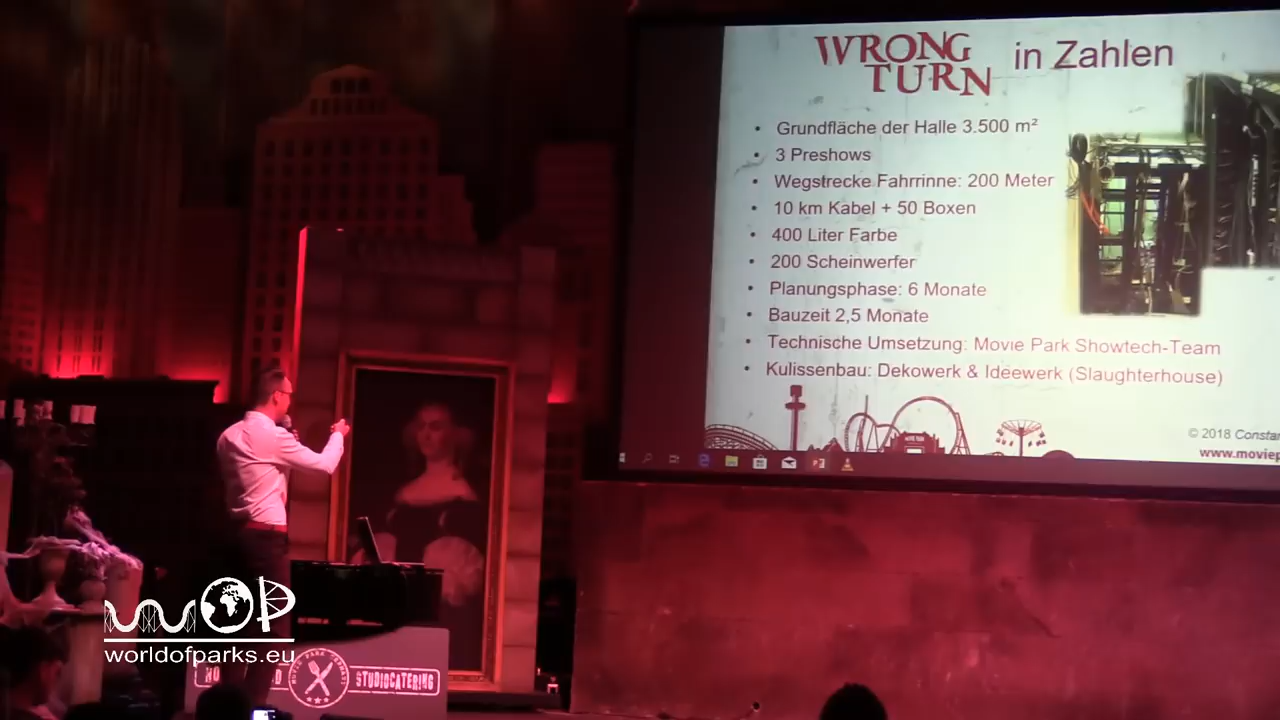 WRONG
TURN
in Zahlen
• Grundfläche der Halle 3.500 m²
• 3 Preshows
• Wegstrecke Fahrrinne: 200 Meter
• 10 km Kabel + 50 Boxen
• 400 Liter Farbe
• 200 Scheinwerfer
• Planungsphase: 6 Monate
• Bauzeit 2,5 Monate
• Technische Umsetzung: Movie Park Showtech-Team
• Kulissenbau: Dekowerk & Ideewerk (Slaughterhouse)
© 2018 Constan
www.moviep
WOP
worldofparks.eu
STUDIOCATERING